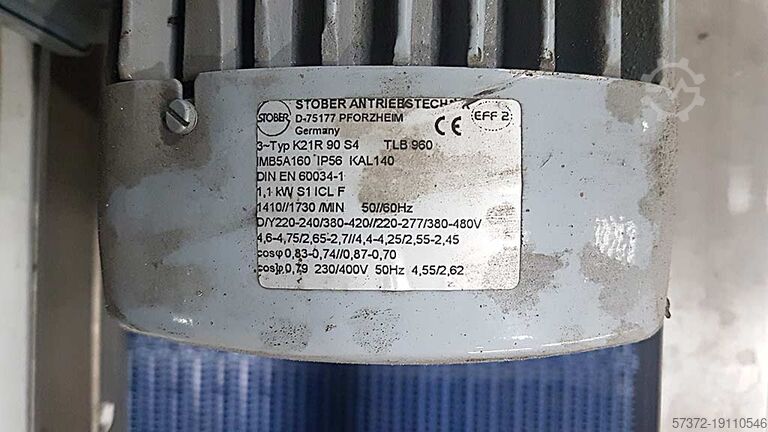 STOBER ANTRIEBSTECHNIK
STOBER
D-75177 PFORZHEIM
Germany
CE
EFF 2
3~Typ K21R 90 S4 TLB 960
IMB5A160 IP56 KAL140
DIN EN 60034-1
1,1 kW S1 ICL F
1410//1730 /MIN 50//60Hz
D/Y220-240/380-420//220-277/380-480V
4,6-4,75/2,65-2,7//4,4-4,25/2,55-2,45
cosφ 0,83-0,74//0,87-0,70
cosφ 0,79 230/400V 50Hz 4,55/2,62
57372-19110546